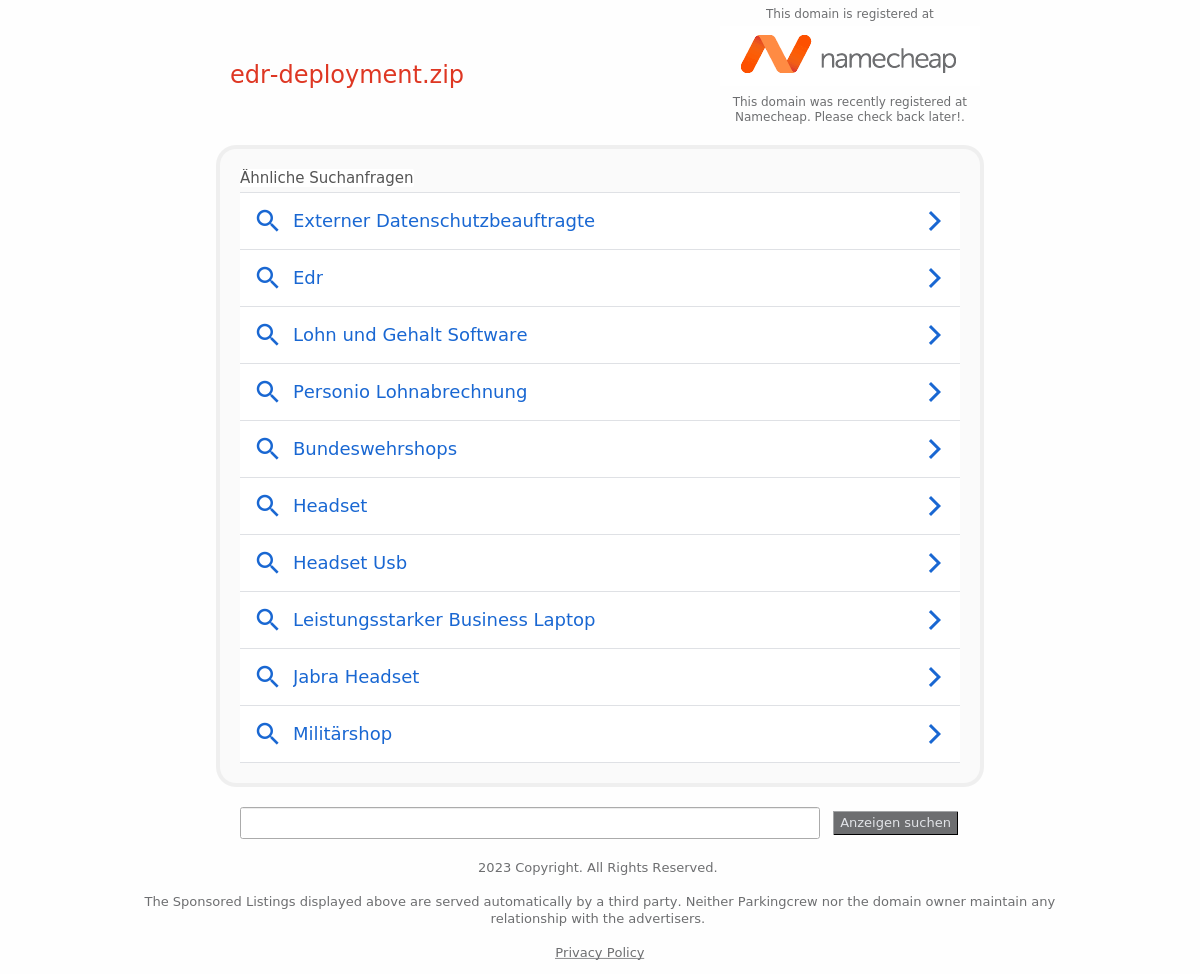 This domain is registered at
namecheap
edr-deployment.zip
This domain was recently registered at
Namecheap. Please check back later!.
Ähnliche Suchanfragen
Externer Datenschutzbeauftragte
Edr
Lohn und Gehalt Software
Personio Lohnabrechnung
Bundeswehrshops
Headset
Headset Usb
Leistungsstarker Business Laptop
Jabra Headset
Militärshop
Anzeigen suchen
2023 Copyright. All Rights Reserved.
The Sponsored Listings displayed above are served automatically by a third party. Neither Parkingcrew nor the domain owner maintain any
relationship with the advertisers.
Privacy Policy